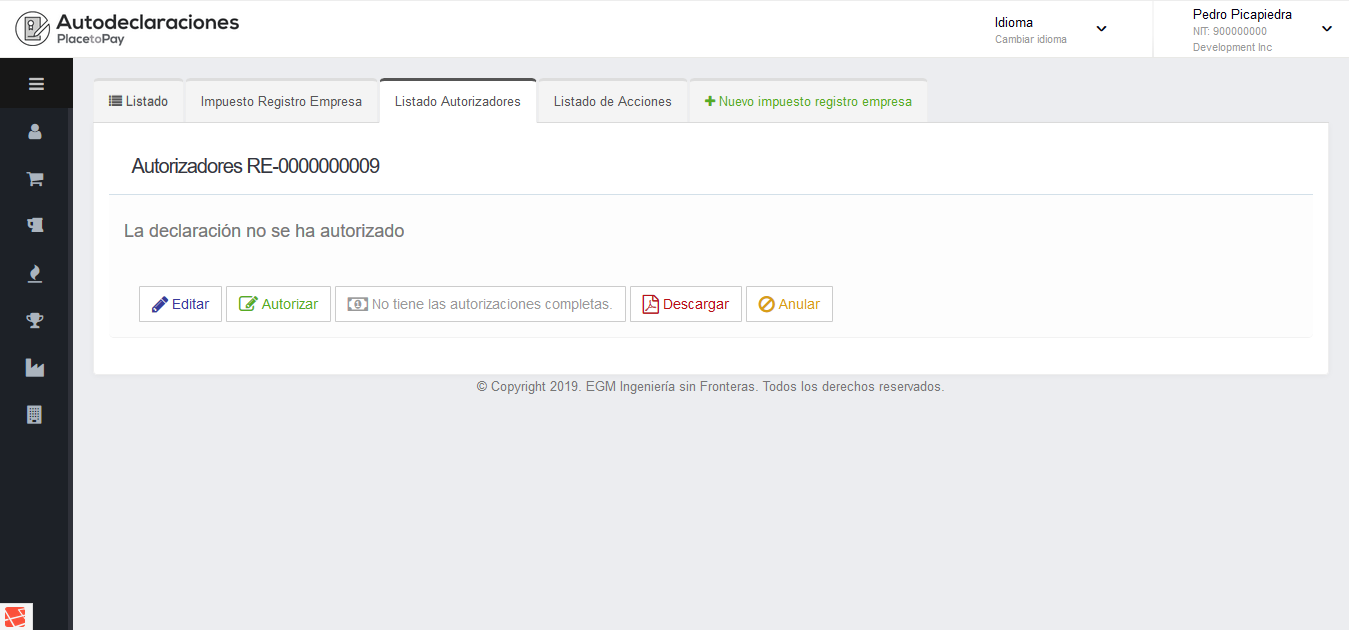 Autodeclaraciones
PlacetoPay
Idioma
Cambiar idioma
Pedro Picapiedra
NIT: 900000000
Development Inc
Listado
Impuesto Registro Empresa
Listado Autorizadores
Listado de Acciones
Nuevo impuesto registro empresa
Autorizadores RE-0000000009
La declaración no se ha autorizado
Editar
Autorizar
No tiene las autorizaciones completas.
Descargar
Anular
© Copyright 2019. EGM Ingeniería sin Fronteras. Todos los derechos reservados.